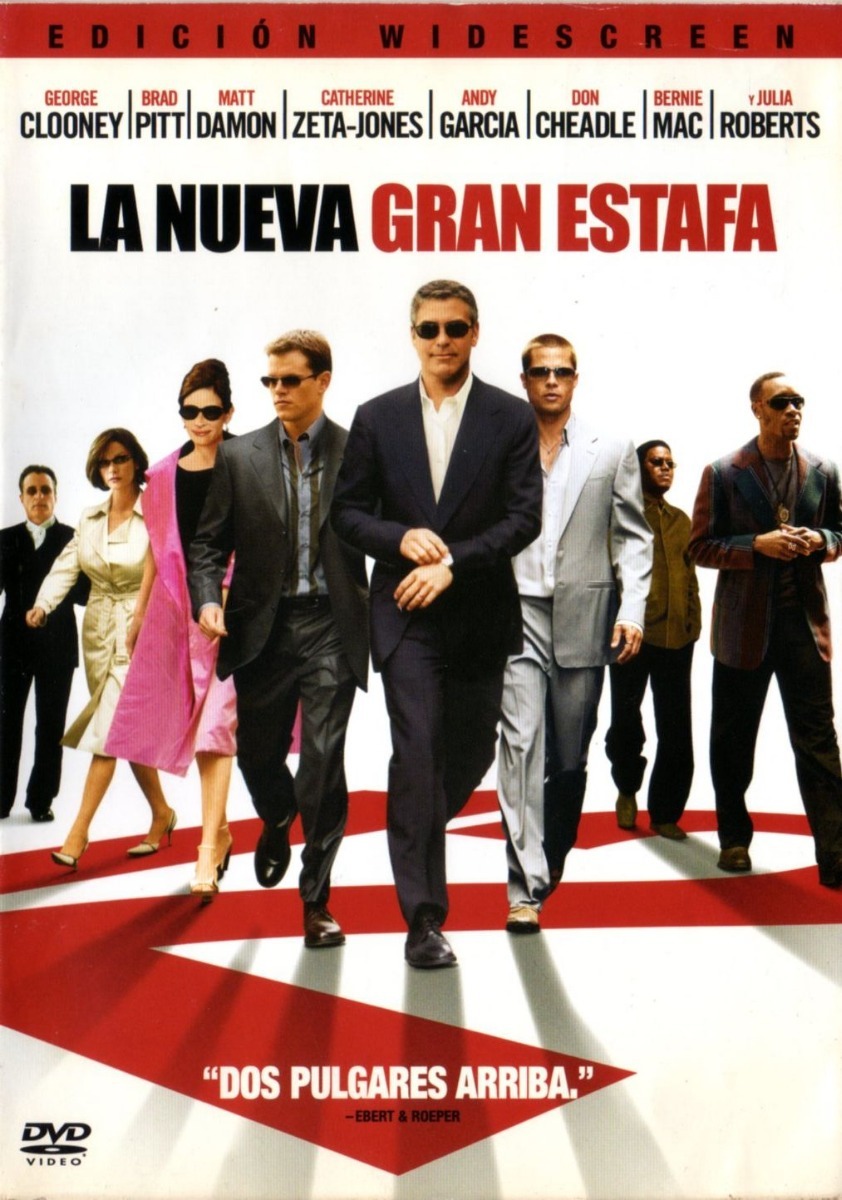 EDICIÓN WIDESCREEN
GEORGE CLOONEY
BRAD PITT
MATT DAMON
CATHERINE ZETA-JONES
ANDY GARCIA
DON CHEADLE
BERNIE MAC
Y JULIA ROBERTS
LA NUEVA GRAN ESTAFA
“DOS PULGARES ARRIBA.”
–EBERT & ROEPER
DVD
VIDEO